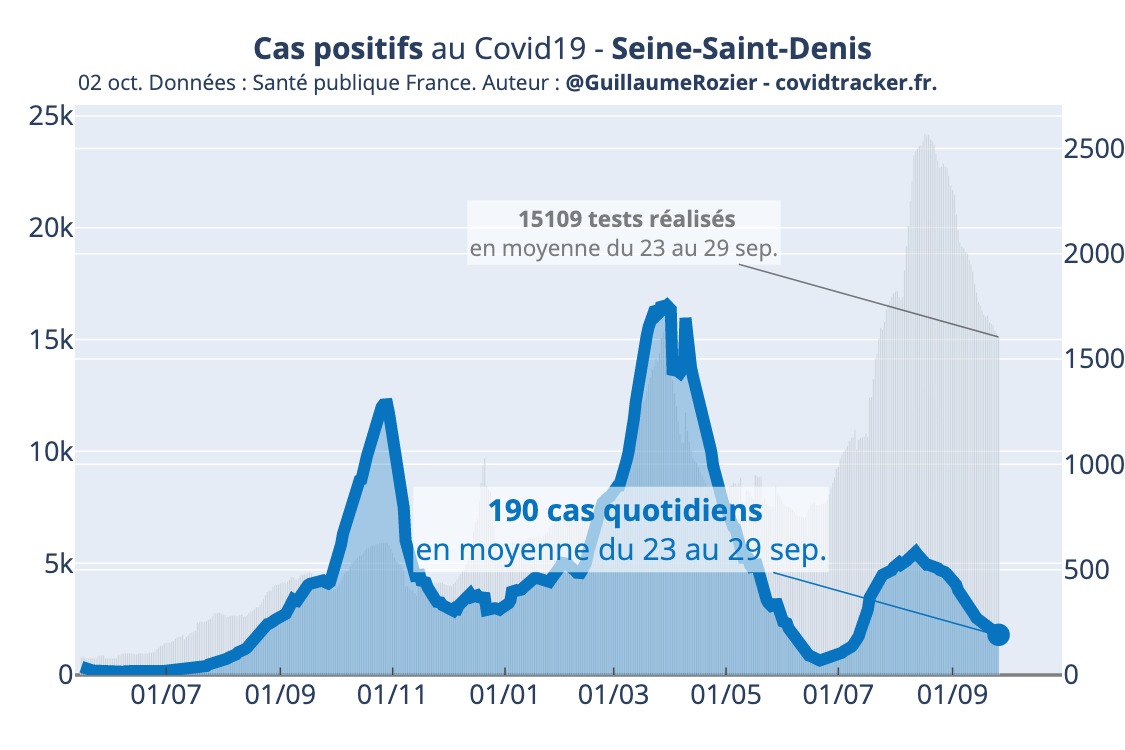 Cas positifs au Covid19 - Seine-Saint-Denis
02 oct. Données : Santé publique France. Auteur : @GuillaumeRozier - covidtracker.fr.
25k
20k
15k
10k
5k
0
2500
2000
1500
1000
500
0
15109 tests réalisés
en moyenne du 23 au 29 sep.
190 cas quotidiens
en moyenne du 23 au 29 sep.
01/07 01/09 01/11 01/01 01/03 01/05 01/07 01/09